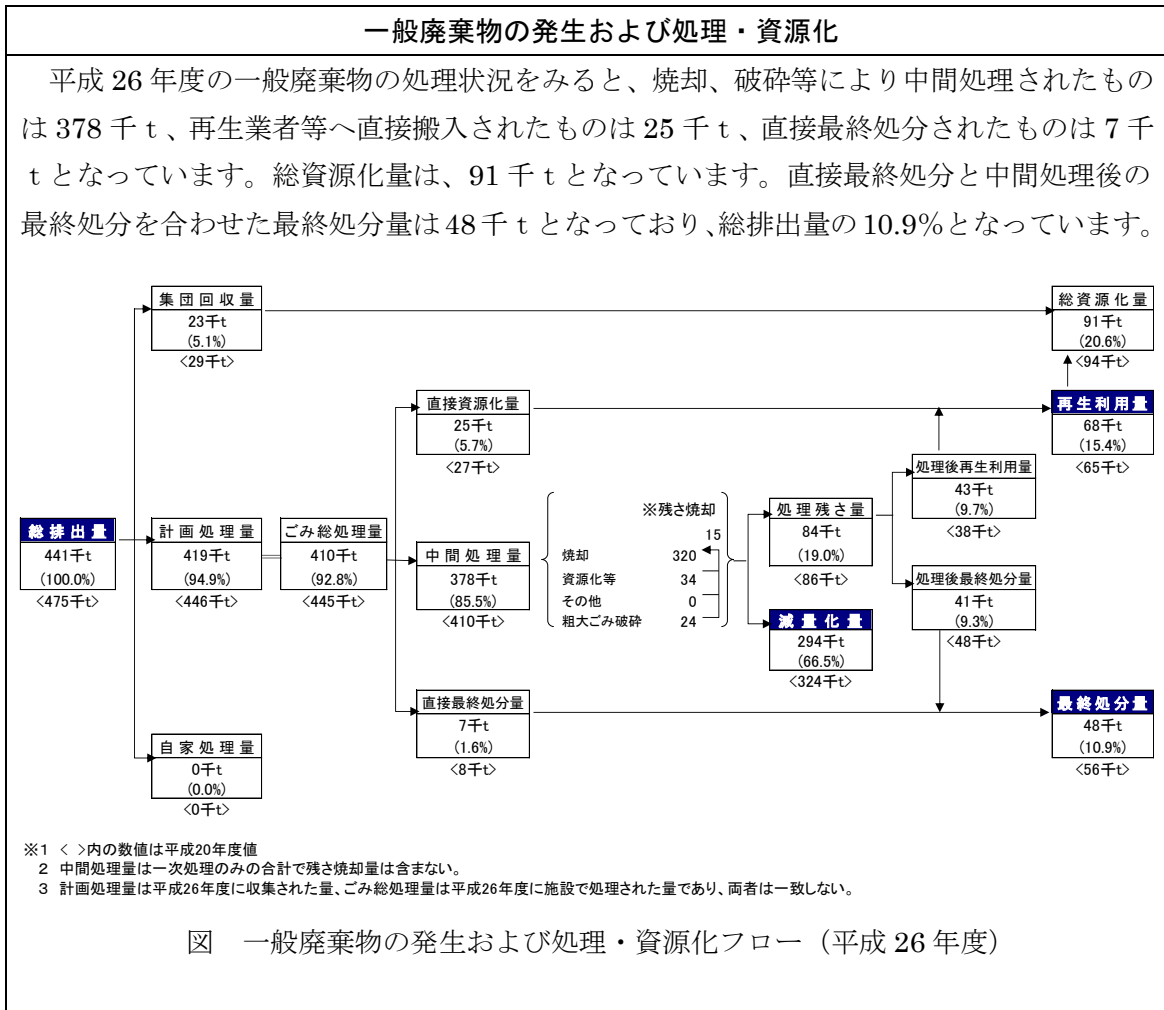 一般廃棄物の発生および処理・資源化
平成 26 年度の一般廃棄物の処理状況をみると、焼却、破砕等により中間処理されたもの
は 378 千ｔ、再生業者等へ直接搬入されたものは 25 千ｔ、直接最終処分されたものは 7 千
ｔとなっています。総資源化量は、91 千ｔとなっています。直接最終処分と中間処理後の
最終処分を合わせた最終処分量は 48 千ｔとなっており、総排出量の 10.9%となっています。
集団回収量
23千t
(5.1%)
<29千t>
総資源化量
91千t
(20.6%)
<94千t>
直接資源化量
25千t
(5.7%)
<27千t>
再生利用量
68千t
(15.4%)
<65千t>
処理後再生利用量
43千t
(9.7%)
<38千t>
総排出量
441千t
(100.0%)
<475千t>
計画処理量
419千t
(94.9%)
<446千t>
ごみ総処理量
410千t
(92.8%)
<445千t>
中間処理量
378千t
(85.5%)
<410千t>
※残さ焼却
15
焼却 320
資源化等 34
その他 0
粗大ごみ破砕 24
処理残さ量
84千t
(19.0%)
<86千t>
減量化量
294千t
(66.5%)
<324千t>
処理後最終処分量
41千t
(9.3%)
<48千t>
直接最終処分量
7千t
(1.6%)
<8千t>
最終処分量
48千t
(10.9%)
<56千t>
自家処理量
0千t
(0.0%)
<0千t>
※1 < >内の数値は平成20年度値
2 中間処理量は一次処理のみの合計で残さ焼却量は含まない。
3 計画処理量は平成26年度に収集された量、ごみ総処理量は平成26年度に施設で処理された量であり、両者は一致しない。
図 一般廃棄物の発生および処理・資源化フロー（平成 26 年度）